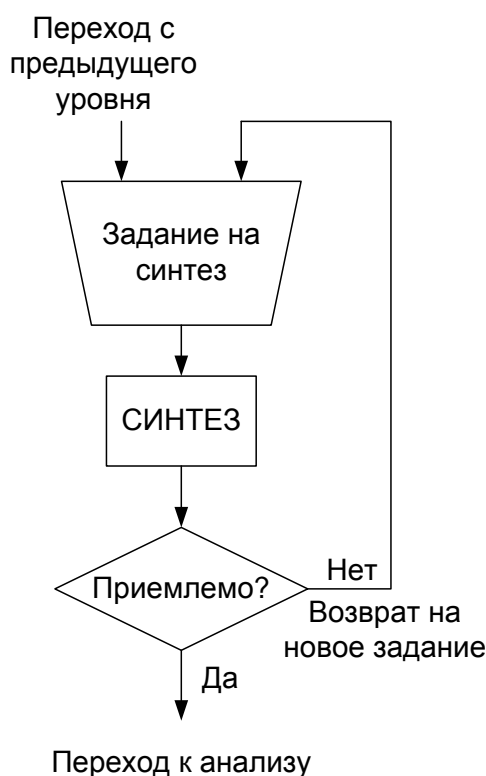 Переход с
предыдущего
уровня
Задание на
синтез
СИНТЕЗ
Приемлемо?
Нет
Возврат на
новое задание
Да
Переход к анализу